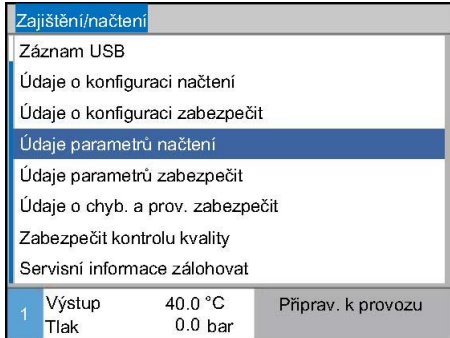 Zajištění/načtení
Záznam USB
Údaje o konfiguraci načtení
Údaje o konfiguraci zabezpečit
Údaje parametrů načtení
Údaje parametrů zabezpečit
Údaje o chyb. a prov. zabezpečit
Zabezpečit kontrolu kvality
Servisní informace zálohovat
1 Výstup 40.0 °C Připrav. k provozu
Tlak 0.0 bar